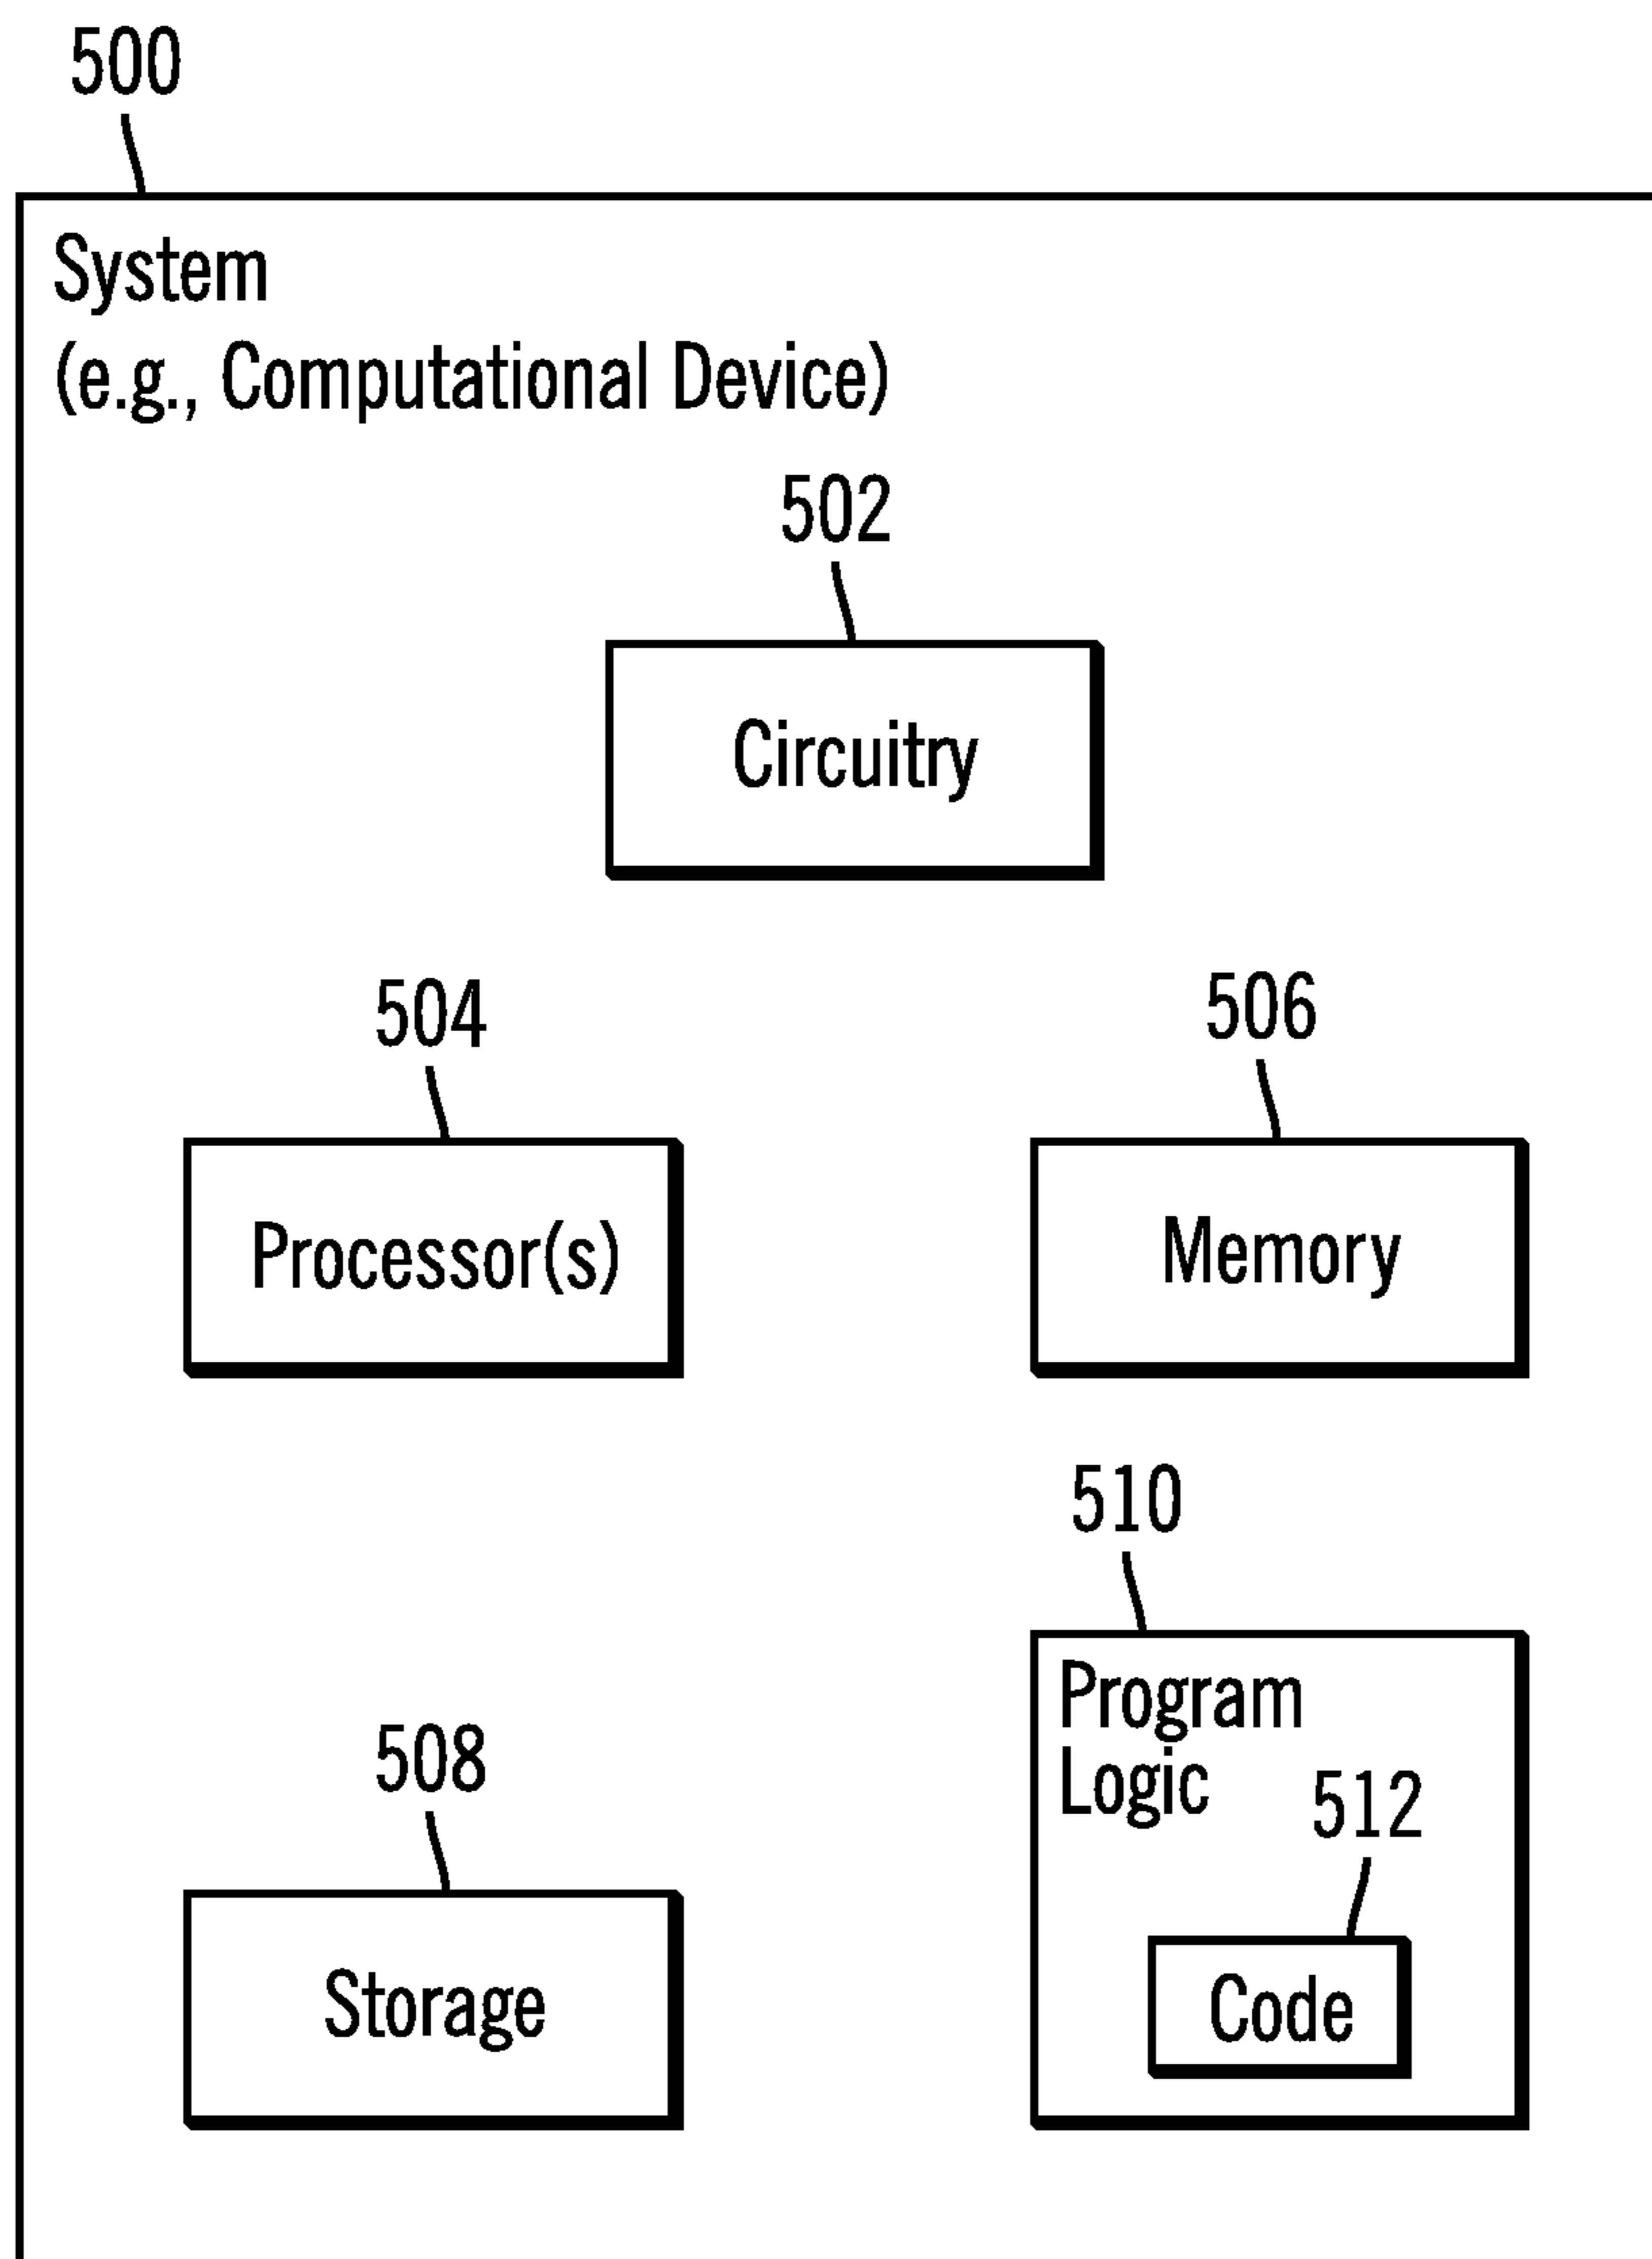 500
System
(e.g., Computational Device)
502
Circuitry
504
506
Processor(s)
Memory
510
Program
Logic
508
512
Storage
Code